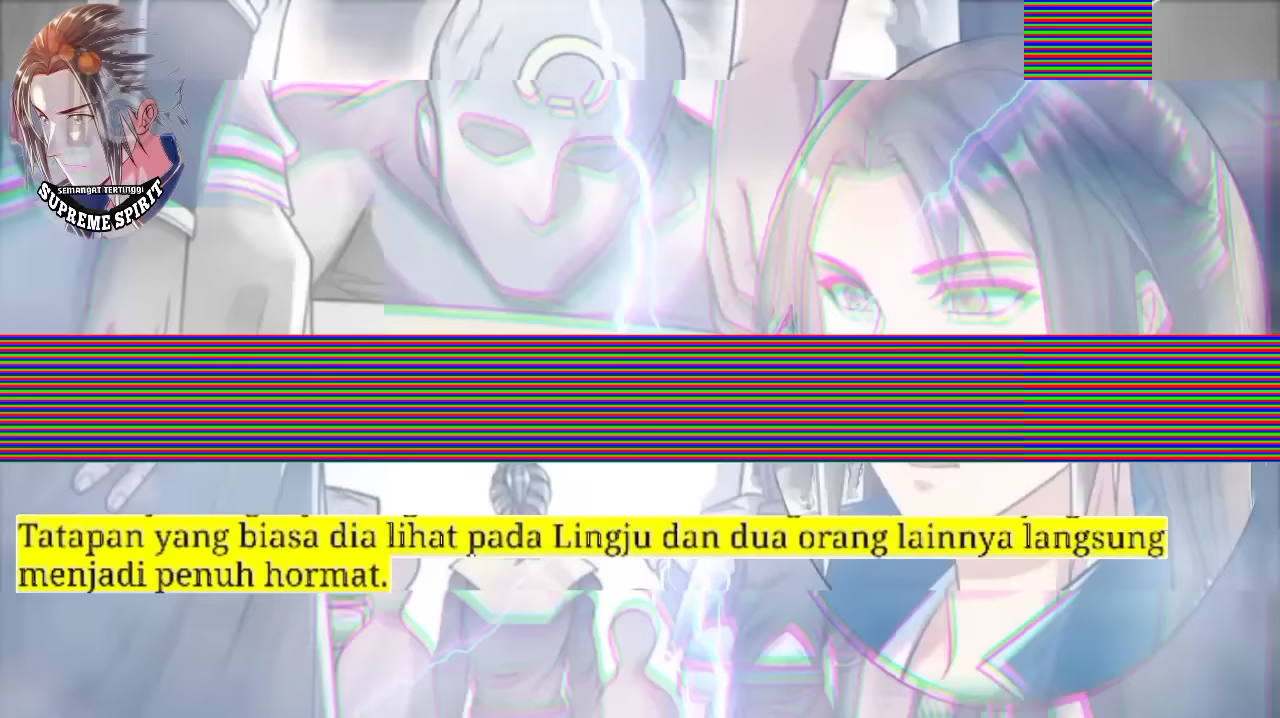 SEMANGAT TERTINGGI
SUPREME SPIRIT
Tatapan yang biasa dia lihat pada Lingju dan dua orang lainnya langsung
menjadi penuh hormat.